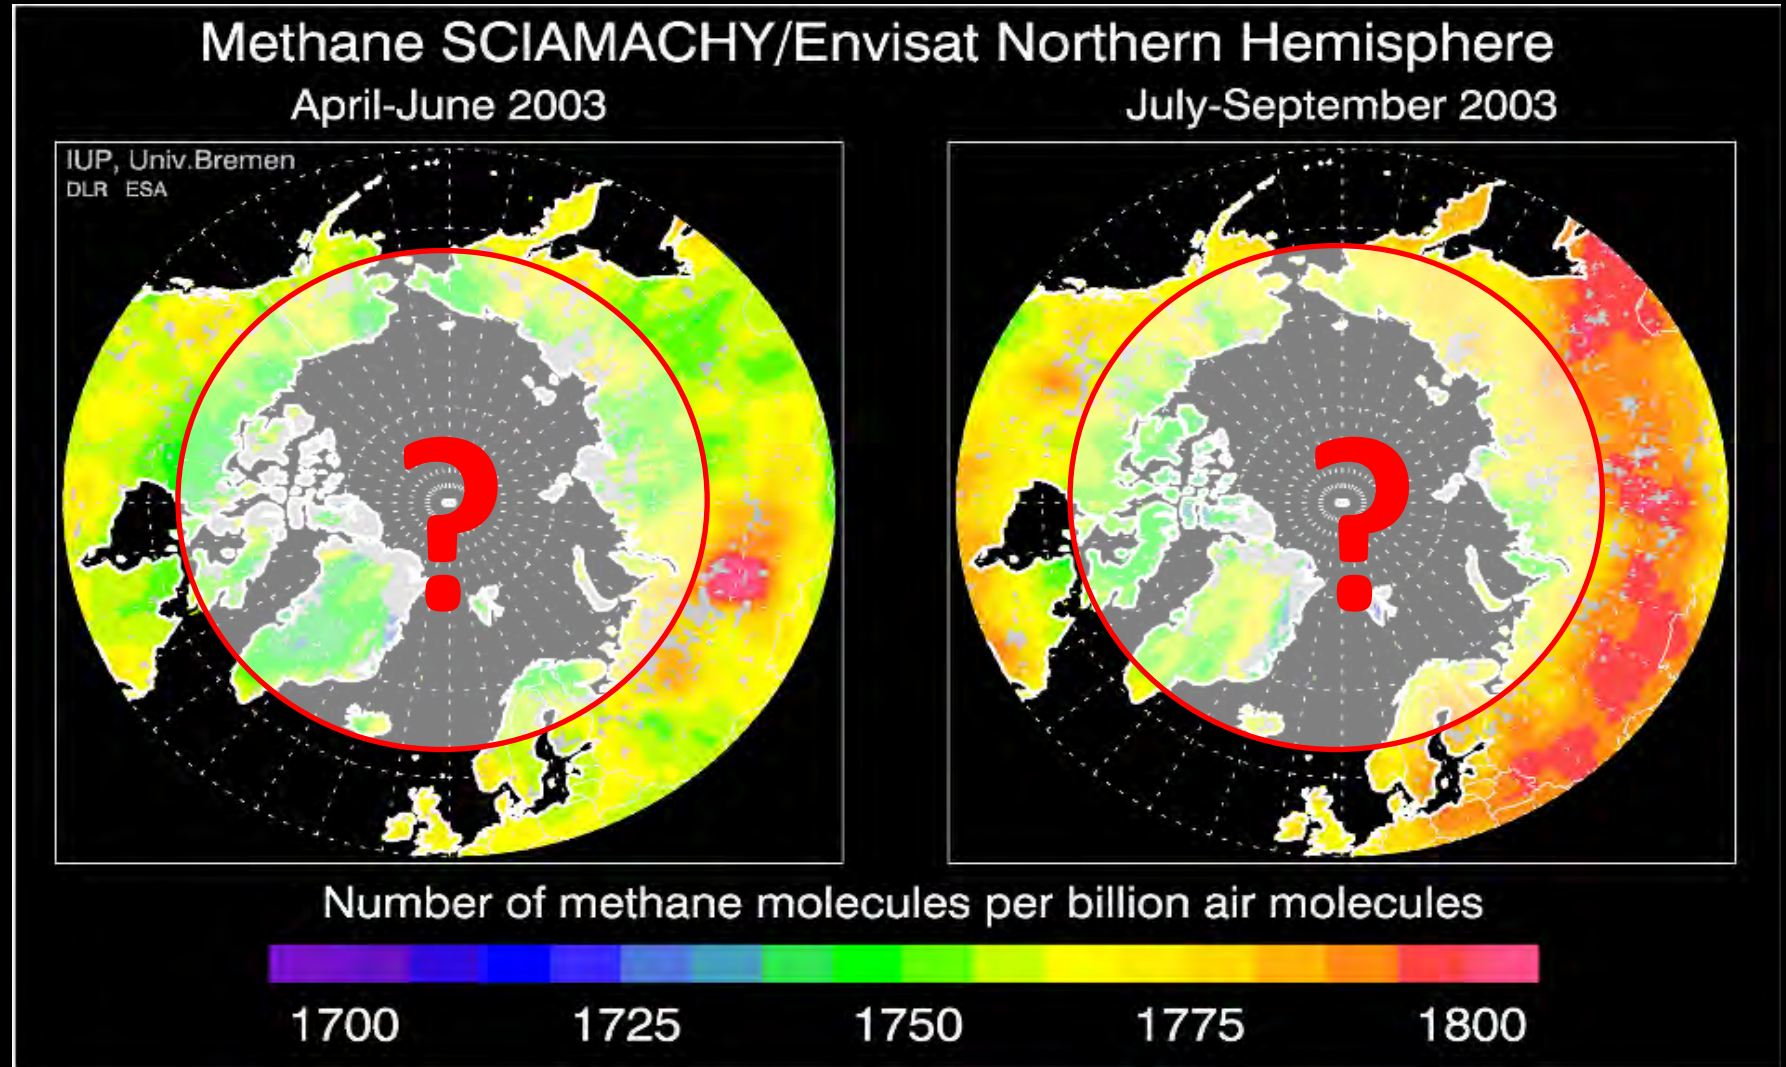 Methane SCIAMACHY/Envisat Northern Hemisphere
April-June 2003
July-September 2003
IUP, Univ.Bremen
DLR ESA
?
?
Number of methane molecules per billion air molecules
1700 1725 1750 1775 1800